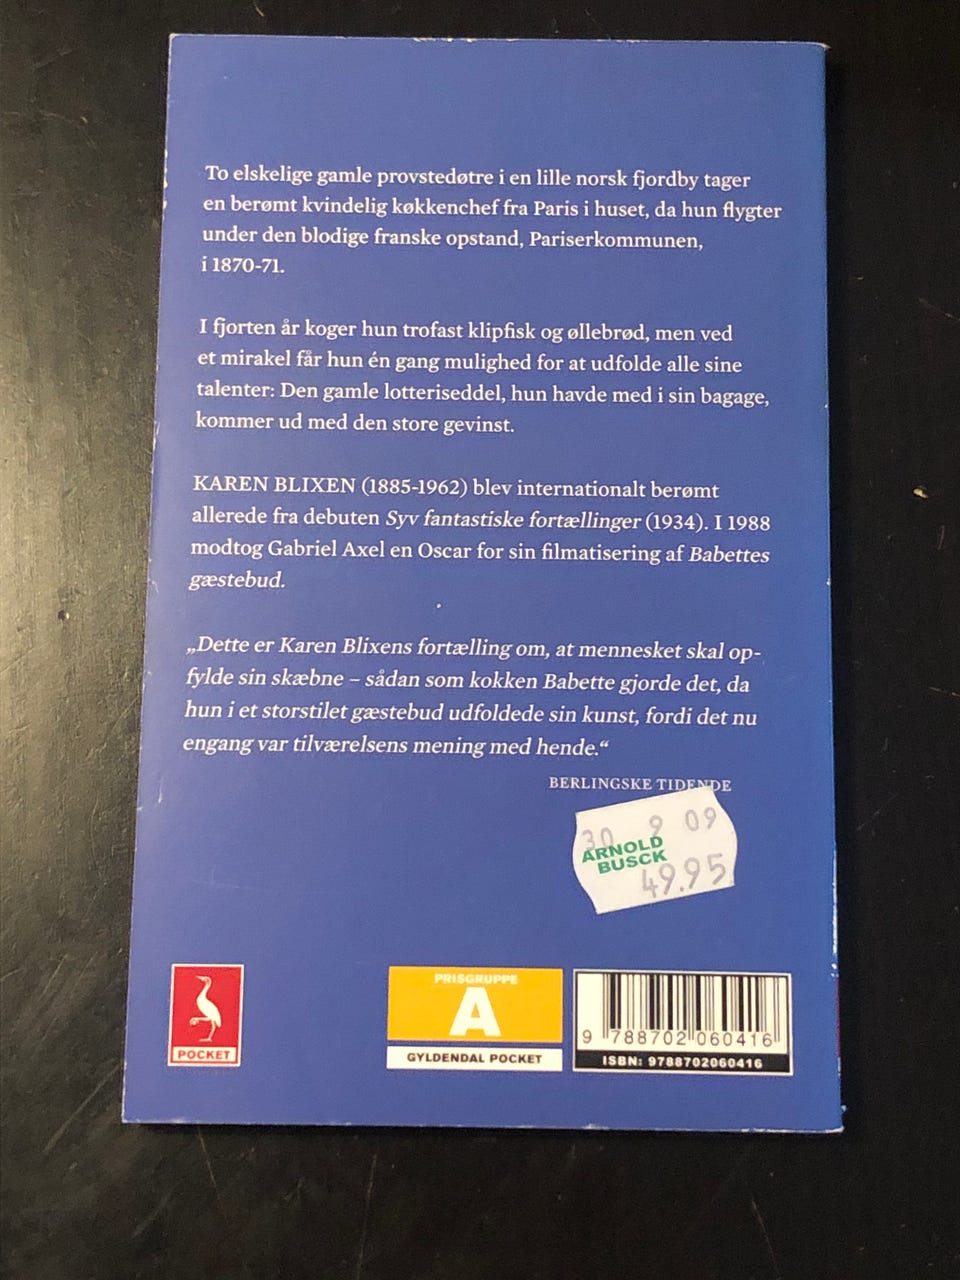 To elskelige gamle provstedøtre i en lille norsk fjordby tager
en berømt kvindelig køkkenchef fra Paris i huset, da hun flygter
under den blodige franske opstand, Pariserkommunen,
i 1870-71.
I fjorten år koger hun trofast klipfisk og øllebrød, men ved
et mirakel får hun én gang mulighed for at udfolde alle sine
talenter: Den gamle lotteriseddel, hun havde med i sin bagage,
kommer ud med den store gevinst.
KAREN BLIXEN (1885-1962) blev internationalt berømt
allerede fra debuten Syv fantastiske fortællinger (1934). I 1988
modtog Gabriel Axel en Oscar for sin filmatisering af Babettes
gæstebud.
„Dette er Karen Blixens fortælling om, at mennesket skal op-
fylde sin skæbne – sådan som kokken Babette gjorde det, da
hun i et storstilet gæstebud udfoldede sin kunst, fordi det nu
engang var tilværelsens mening med hende.“
BERLINGSKE TIDENDE
30 9 09
ARNOLD
BUSCK
49.95
POCKET
PRISGRUPPE
A
GYLDENDAL POCKET
9 788702 060416
ISBN: 9788702060416